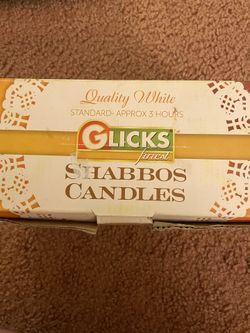 Quality White
STANDARD- APPROX 3 HOURS
GLICKS
finest
SHABBOS
CANDLES